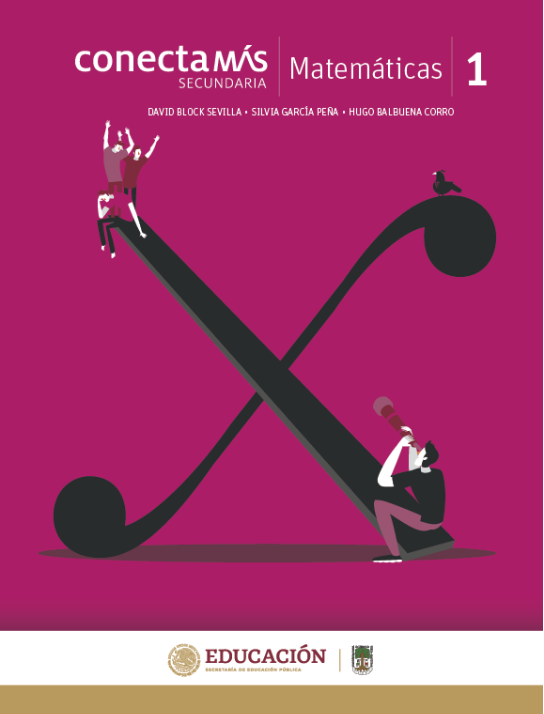 conectamás
SECUNDARIA
Matemáticas
1
DAVID BLOCK SEVILLA • SILVIA GARCÍA PEÑA • HUGO BALBUENA CORRO
EDUCACIÓN
SECRETARÍA DE EDUCACIÓN PÚBLICA